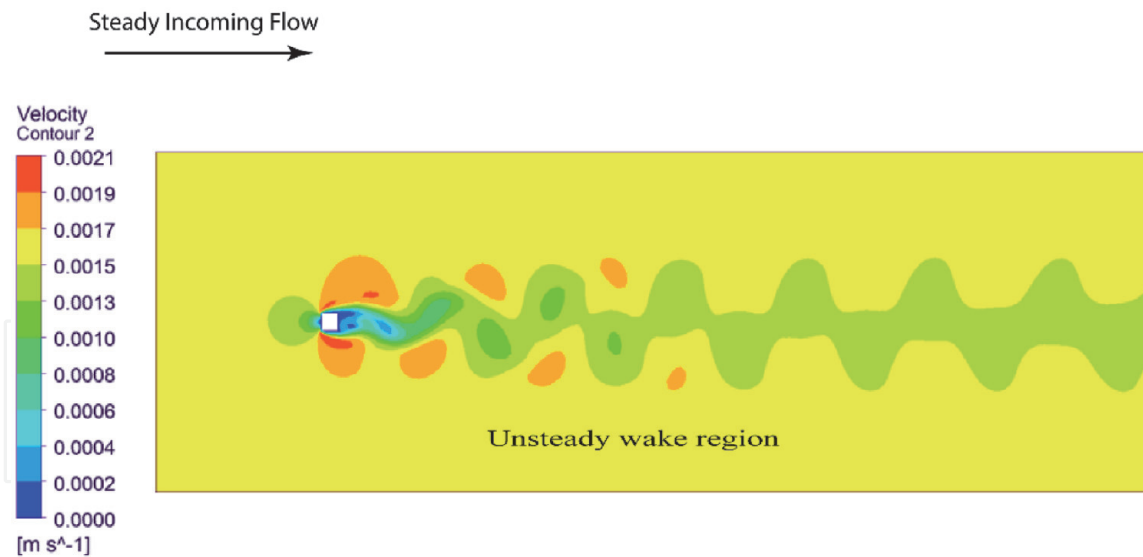 Steady Incoming Flow
Velocity
Contour 2
0.0021
0.0019
0.0017
0.0015
0.0013
0.0010
0.0008
0.0006
0.0004
0.0002
0.0000
[m s^-1]
Unsteady wake region